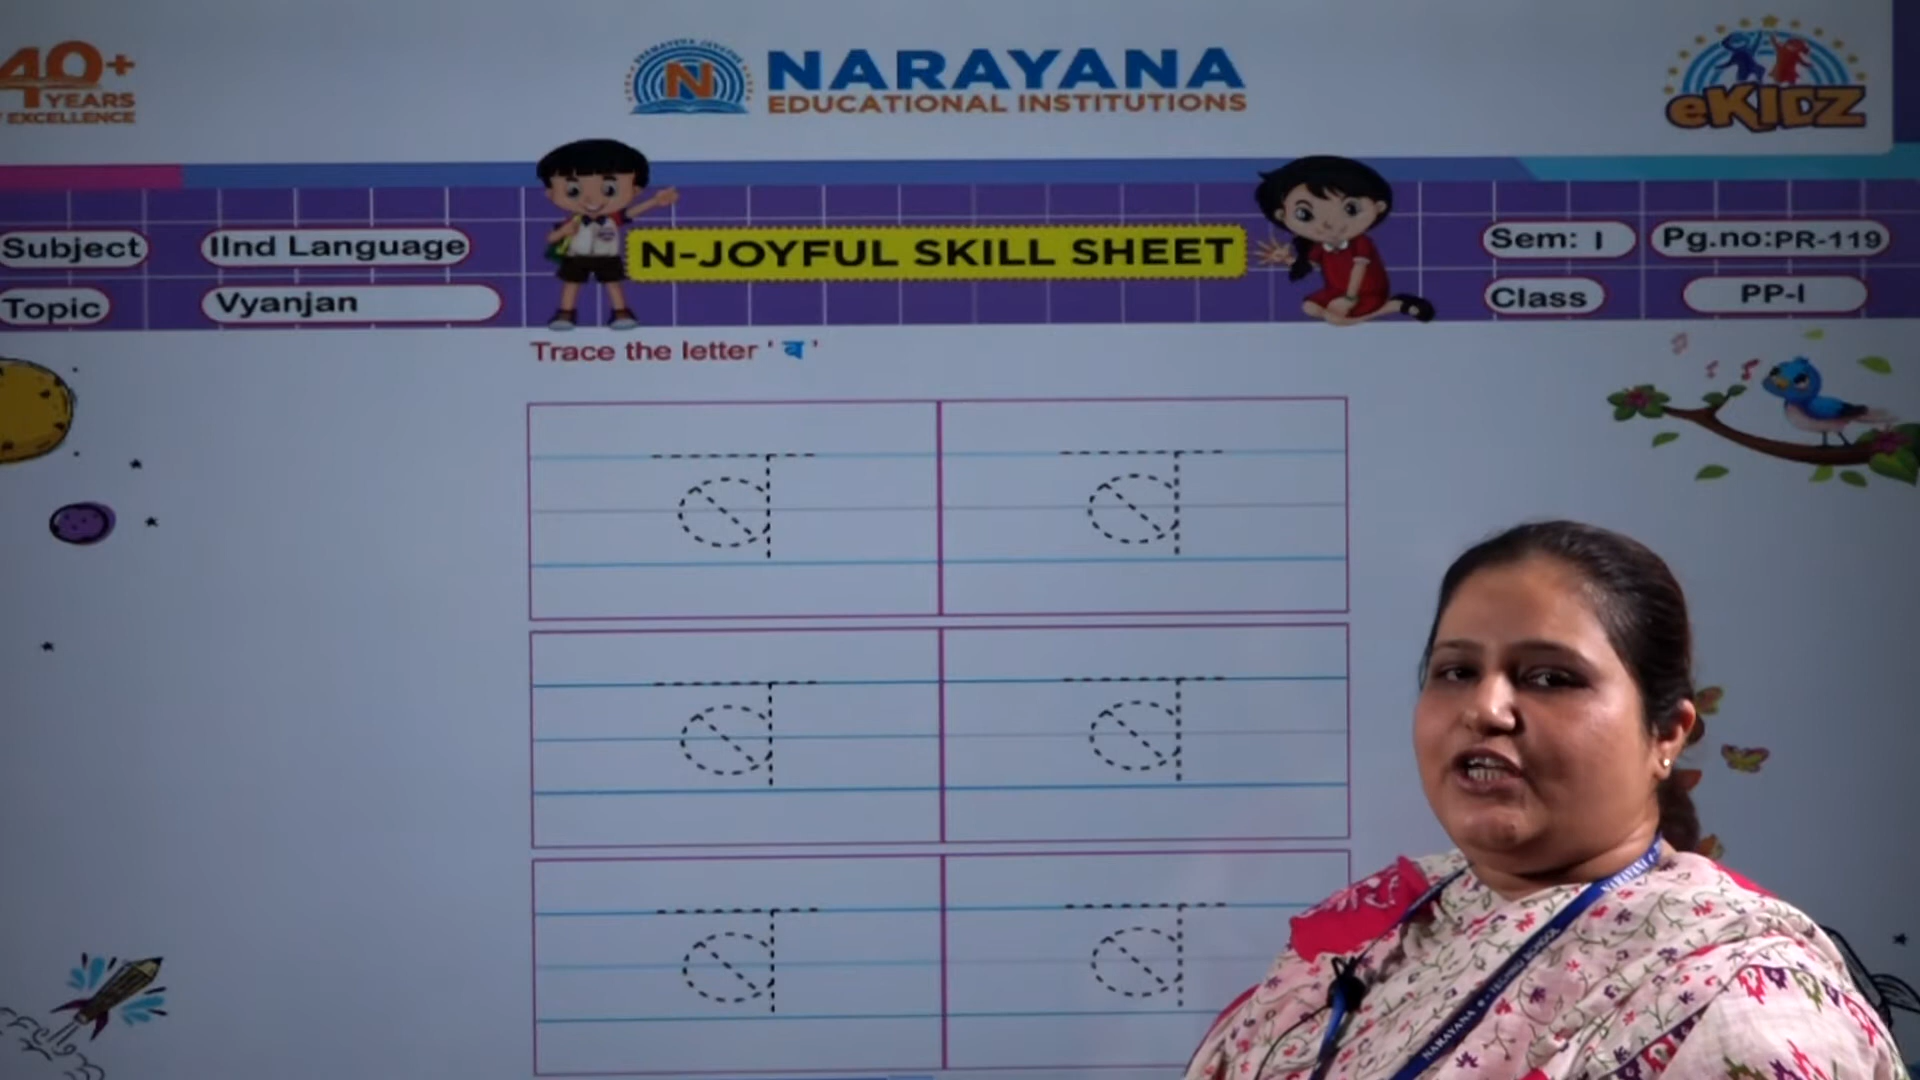 40+
YEARS
EXCELLENCE
N
NARAYANA
EDUCATIONAL INSTITUTIONS
eKIDZ
Subject
IInd Language
N-JOYFUL SKILL SHEET
Sem: I
Pg.no:PR-119
Topic
Vyanjan
Class
PP-I
Trace the letter ' ब '
ब ब
ब ब
ब ब
NARAYANA